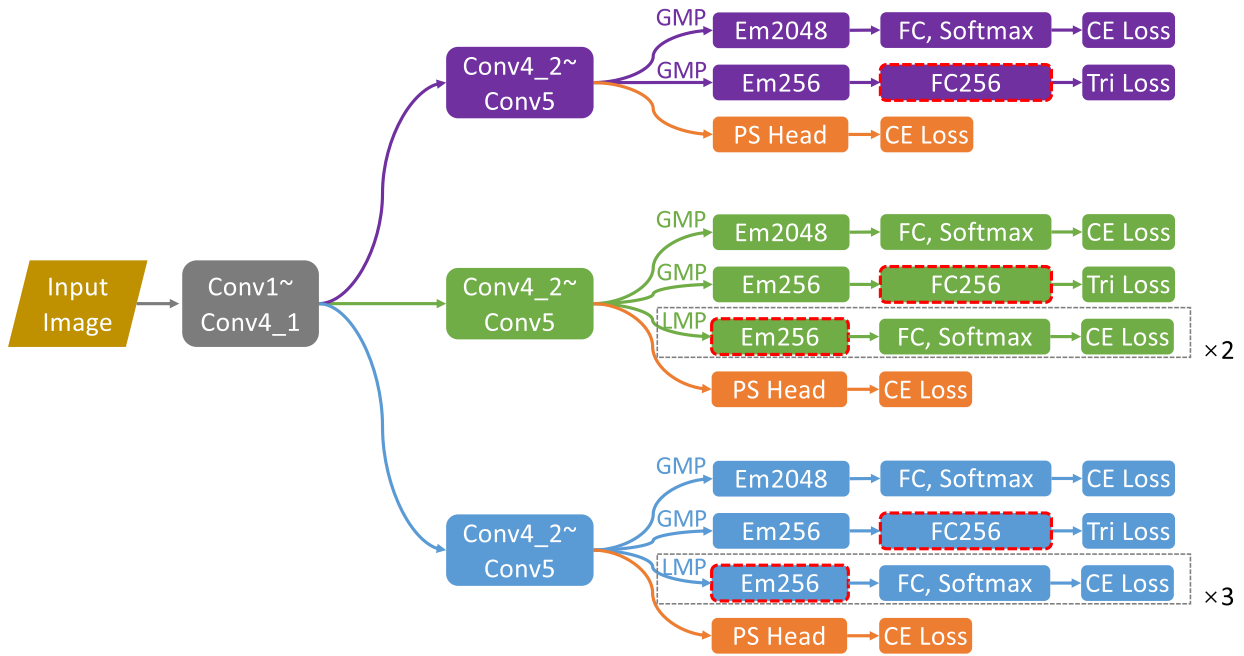 Input
Image
Conv1~
Conv4_1
Conv4_2~
Conv5
GMP
Em2048
FC, Softmax
CE Loss
GMP
Em256
FC256
Tri Loss
PS Head
CE Loss
Conv4_2~
Conv5
GMP
Em2048
FC, Softmax
CE Loss
GMP
Em256
FC256
Tri Loss
LMP
Em256
FC, Softmax
CE Loss
×2
PS Head
CE Loss
Conv4_2~
Conv5
GMP
Em2048
FC, Softmax
CE Loss
GMP
Em256
FC256
Tri Loss
LMP
Em256
FC, Softmax
CE Loss
×3
PS Head
CE Loss